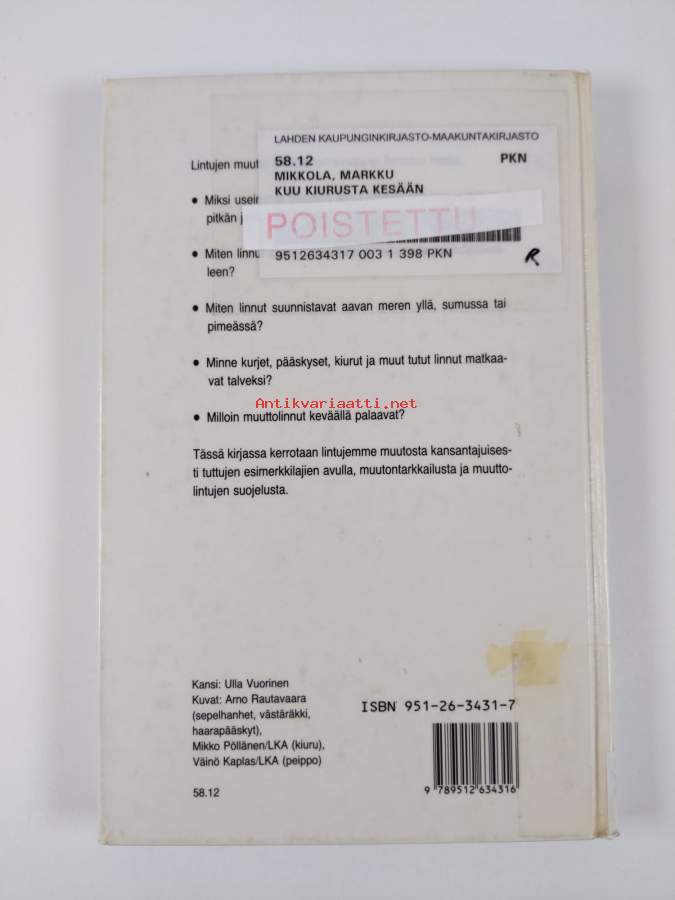 LAHDEN KAUPUNGINKIRJASTO-MAAKUNTAKIRJASTO
58.12 PKN
MIKKOLA, MARKKU
KUU KIURUSTA KESÄÄN
POISTETTU
9512634317 003 1 398 PKN
R
Lintujen
• Miksi
pitkän
• Miten
leen?
• Miten linnut suunnistavat aavan meren yllä, sumussa tai
pimeässä?
• Minne kurjet, pääskyset, kiurut ja muut tutut linnut matkaa-
vat talveksi?
Antikvariaatti.net
• Milloin muuttolinnut keväällä palaavat?
Tässä kirjassa kerrotaan lintujemme muutosta kansantajuises-
ti tuttujen esimerkkilajien avulla, muutontarkkailusta ja muutto-
lintujen suojelusta.
Kansi: Ulla Vuorinen
Kuvat: Arno Rautavaara
(sepelhanhet, västäräkki,
haarapääskyt),
Mikko Pöllänen/LKA (kiuru),
Väinö Kaplas/LKA (peippo)
58.12
ISBN 951-26-3431-7
9 789512 634316